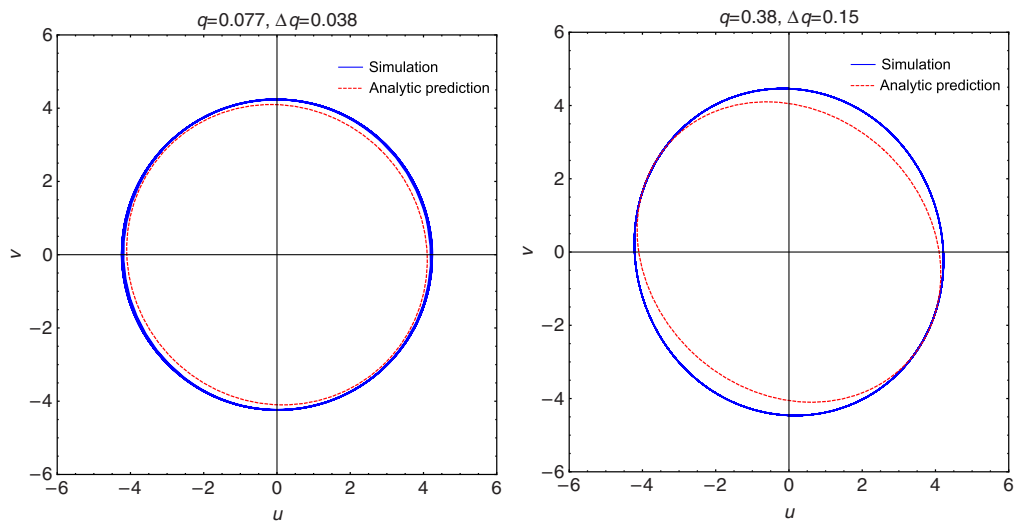 q=0.077, Δq=0.038
6
4
2
0
−2
−4
−6
−6
−4
−2
0
2
4
6
v
u
Simulation
Analytic prediction
q=0.38, Δq=0.15
6
4
2
0
−2
−4
−6
−6
−4
−2
0
2
4
6
v
u
Simulation
Analytic prediction